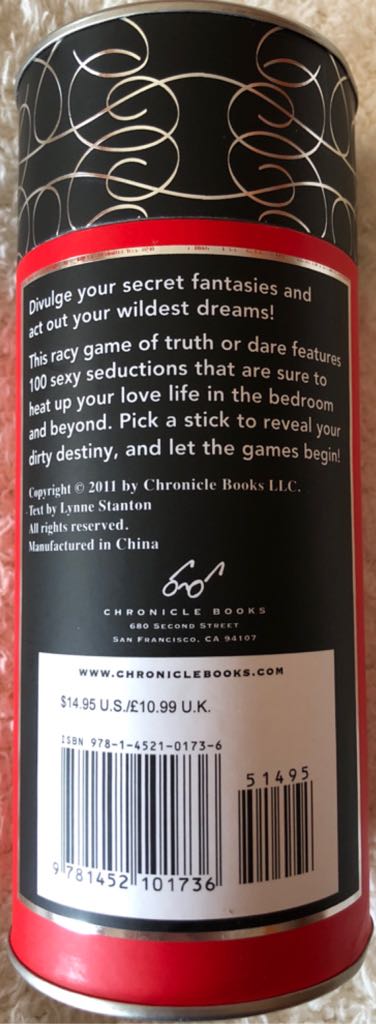 Divulge your secret fantasies and
act out your wildest dreams!
This racy game of truth or dare features
100 sexy seductions that are sure to
heat up your love life in the bedroom
and beyond. Pick a stick to reveal your
dirty destiny, and let the games begin!
Copyright © 2011 by Chronicle Books LLC.
Text by Lynne Stanton
All rights reserved.
Manufactured in China
CHRONICLE BOOKS
680 SECOND STREET
SAN FRANCISCO, CA 94107
WWW.CHRONICLEBOOKS.COM
$14.95 U.S./£10.99 U.K.
ISBN 978-1-4521-0173-6
51495
9 781452 101736